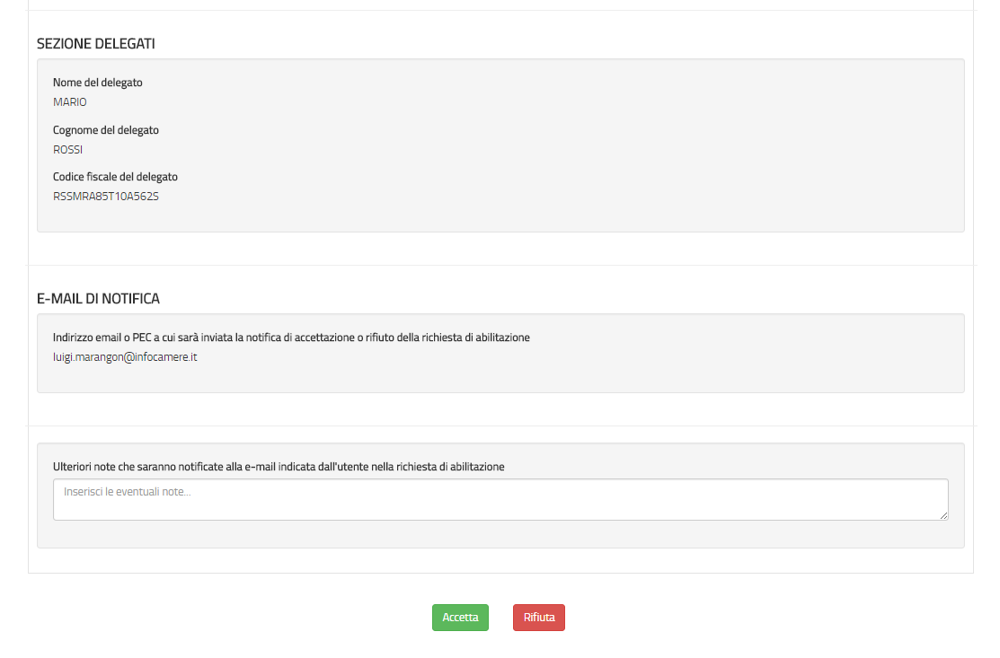 SEZIONE DELEGATI
Nome del delegato
MARIO
Cognome del delegato
ROSSI
Codice fiscale del delegato
RSSMRA85T10A562S
E-MAIL DI NOTIFICA
Indirizzo email o PEC a cui sarà inviata la notifica di accettazione o rifiuto della richiesta di abilitazione
luigi.marangon@infocamere.it
Ulteriori note che saranno notificate alla e-mail indicata dall'utente nella richiesta di abilitazione
Inserisci le eventuali note...
Accetta
Rifiuta